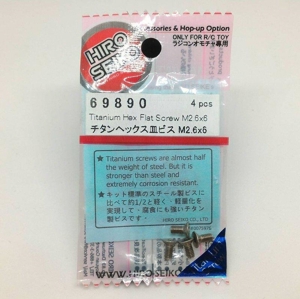 Accessories & Hop-up Option
ONLY FOR R/C TOY
ラジコンオモチャ専用
HIRO
SEIKO
69890
4 pcs
Titanium Hex Flat Screw M2.6x6
チタンヘックス皿ビス M2.6x6
★Titanium screws are almost half
the weight of steel. But it is
stronger than steel and
extremely corrosion resistant.
★キット標準のスチール製ビスに
比べて約1/2と軽く、軽量化を
実現して、腐食にも強いチタン
製ビスです。
HIRO SEIKO CO., LTD.